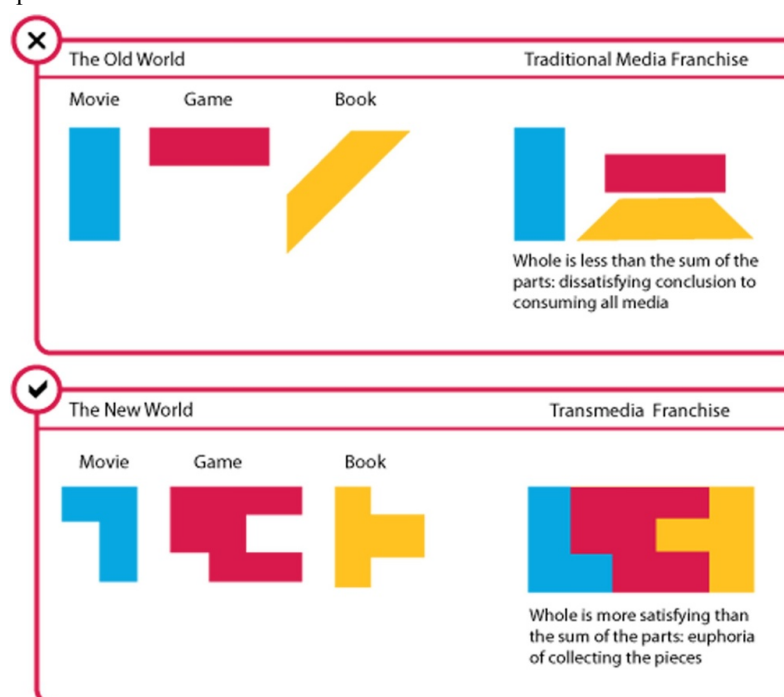 The Old World
Traditional Media Franchise
Movie
Game
Book
Whole is less than the sum of the
parts: dissatisfying conclusion to
consuming all media
The New World
Transmedia Franchise
Movie
Game
Book
Whole is more satisfying than
the sum of the parts: euphoria
of collecting the pieces